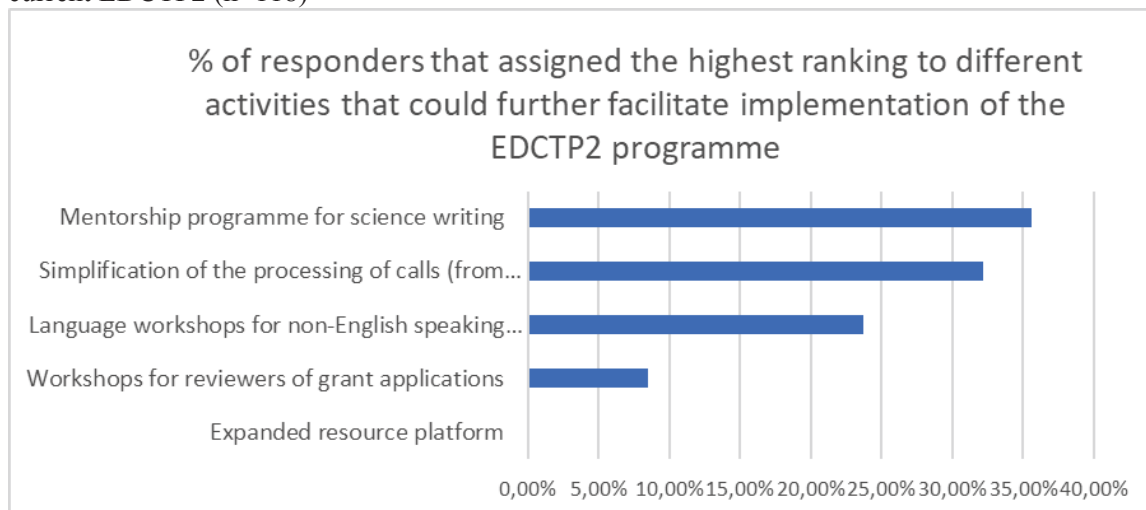 % of responders that assigned the highest ranking to different
activities that could further facilitate implementation of the
EDCTP2 programme
Mentorship programme for science writing
Simplification of the processing of calls (from...
Language workshops for non-English speaking...
Workshops for reviewers of grant applications
Expanded resource platform
0,00% 5,00% 10,00% 15,00% 20,00% 25,00% 30,00% 35,00% 40,00%